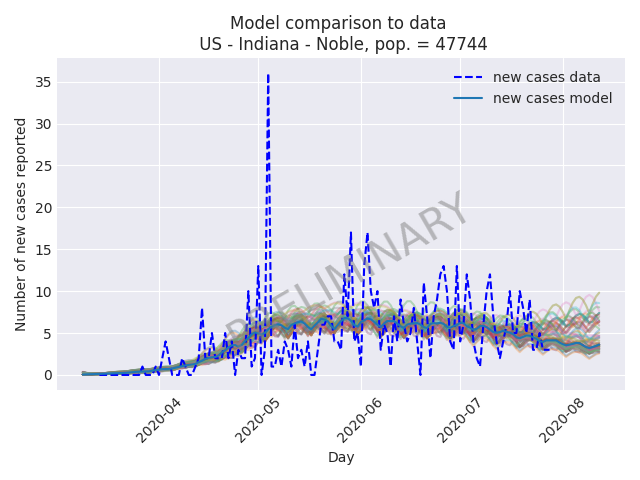 Model comparison to data
US - Indiana - Noble, pop. = 47744
new cases data
new cases model
PRELIMINARY
Number of new cases reported
35
30
25
20
15
10
5
0
2020-04
2020-05
2020-06
2020-07
2020-08
Day